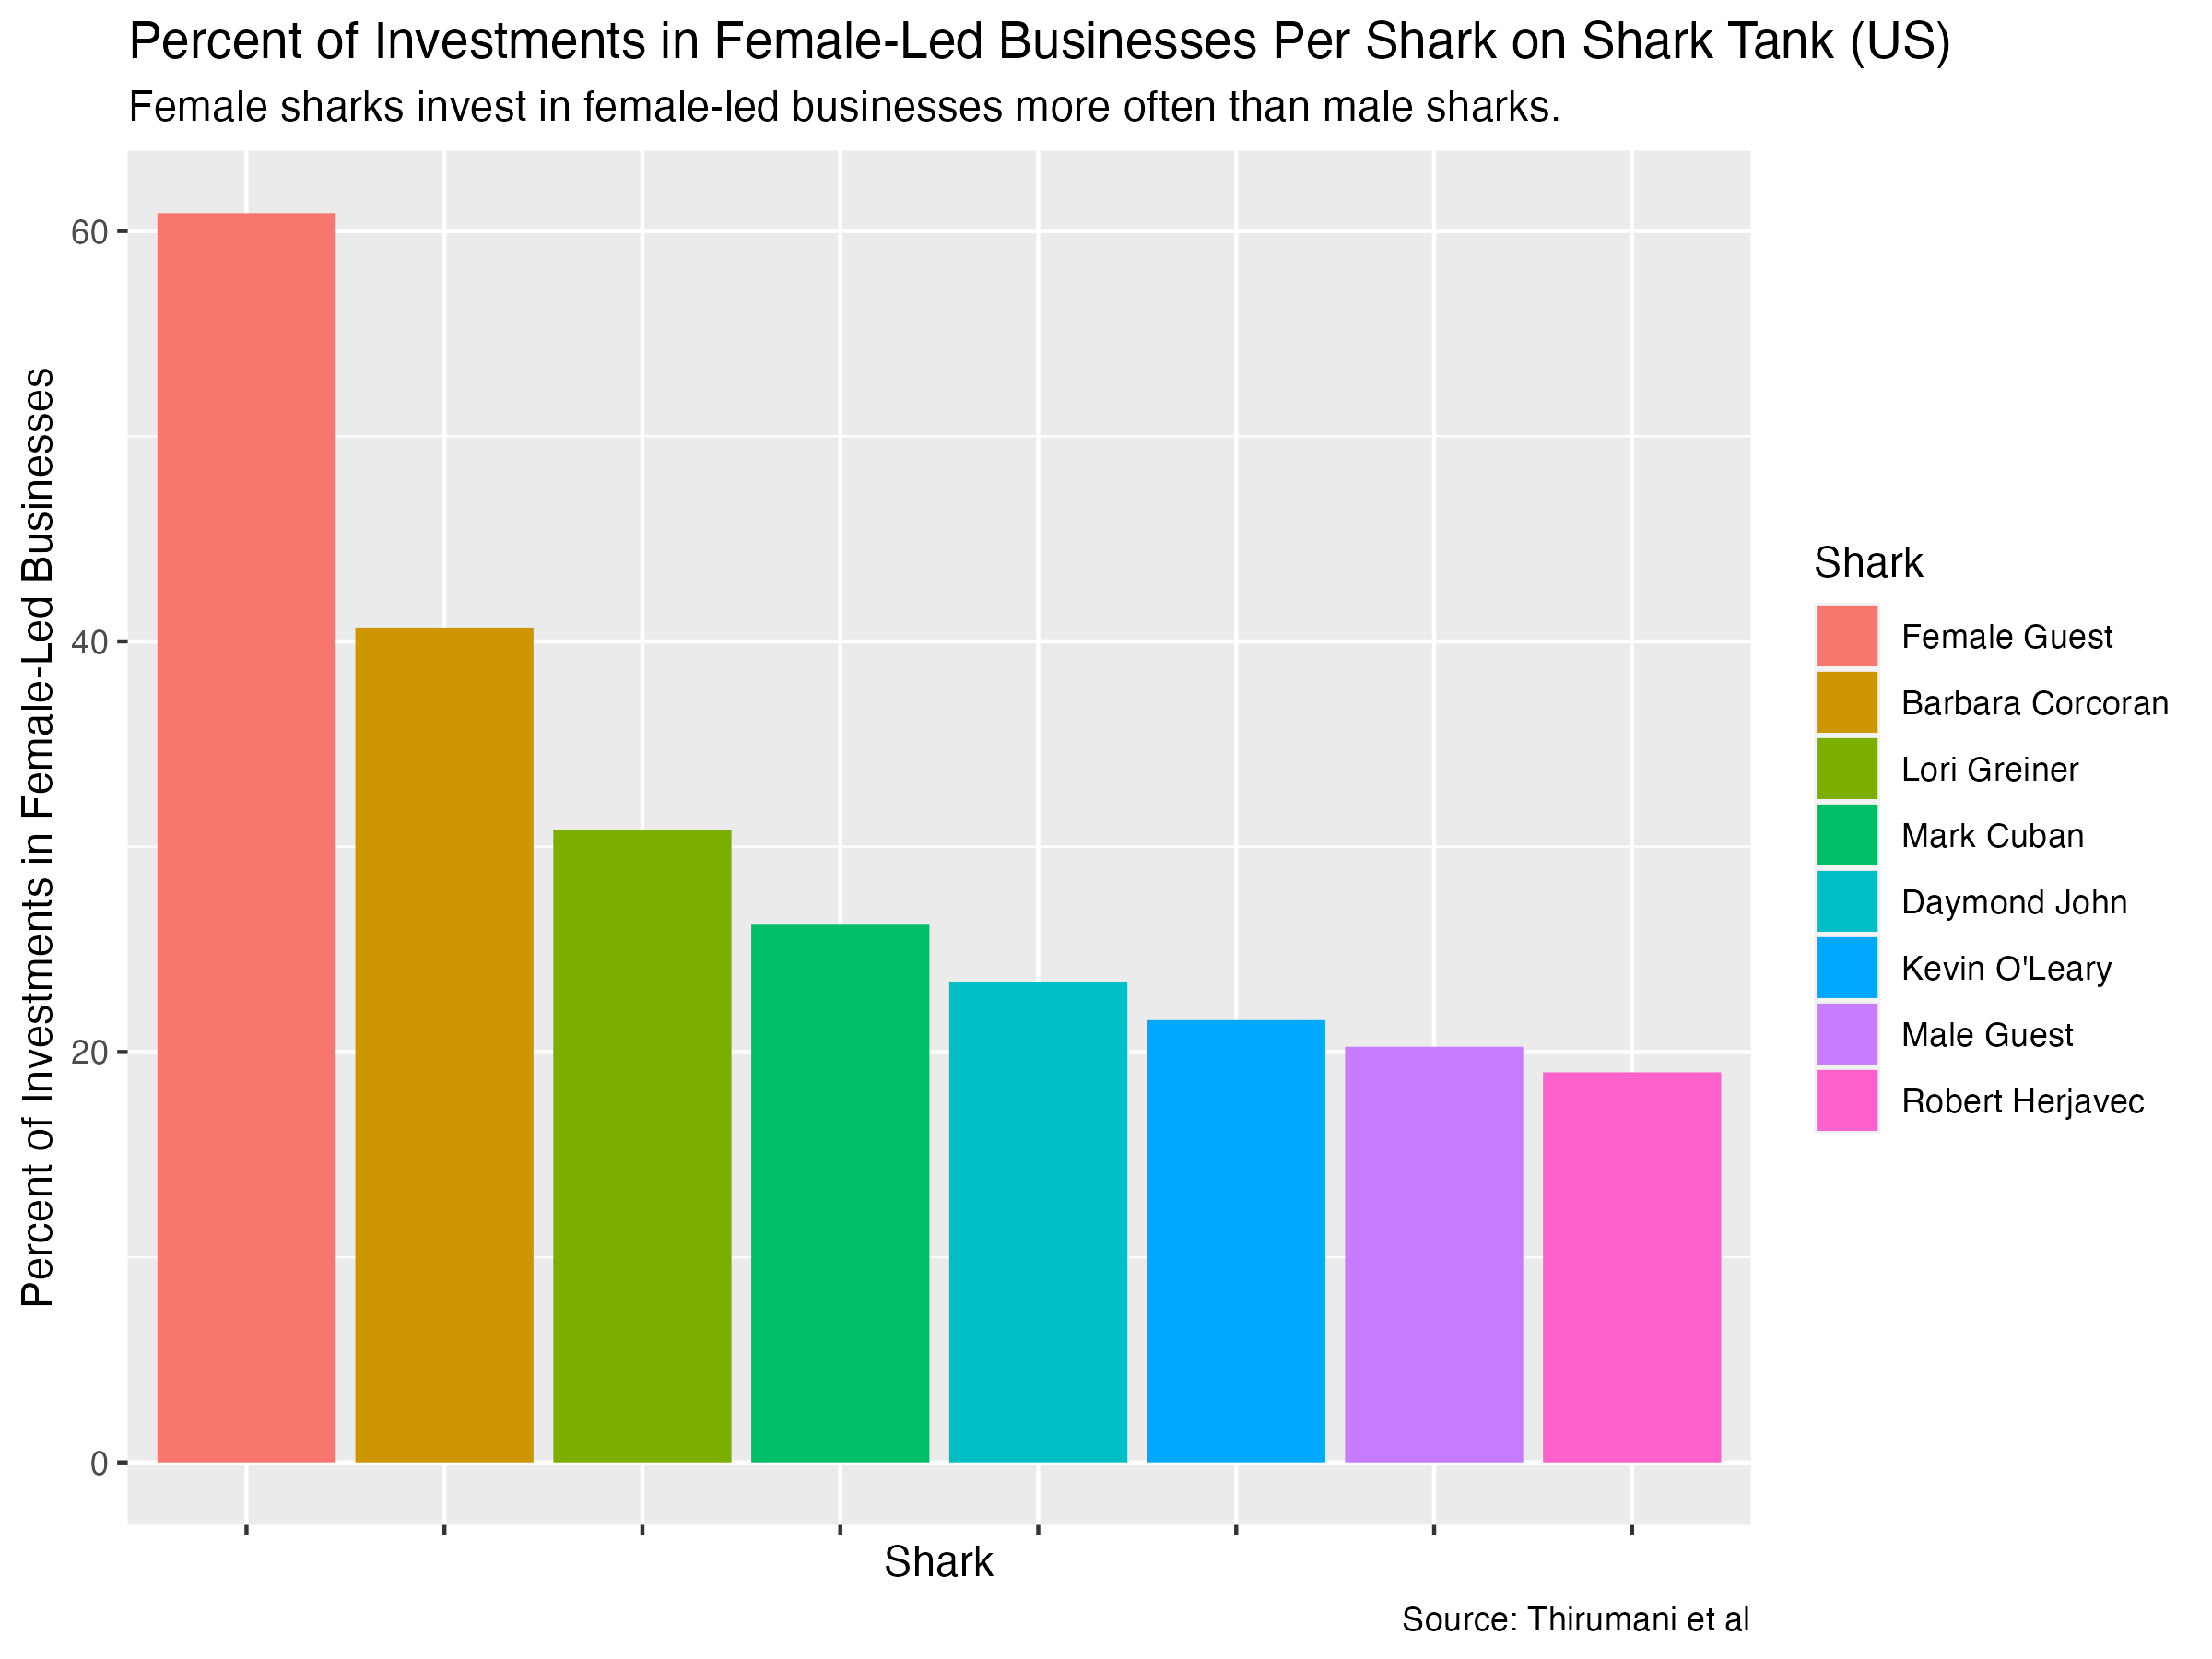 Percent of Investments in Female-Led Businesses Per Shark on Shark Tank (US)
Female sharks invest in female-led businesses more often than male sharks.
Percent of Investments in Female-Led Businesses
60
40
20
0
Shark
Shark
Female Guest
Barbara Corcoran
Lori Greiner
Mark Cuban
Daymond John
Kevin O'Leary
Male Guest
Robert Herjavec
Source: Thirumani et al